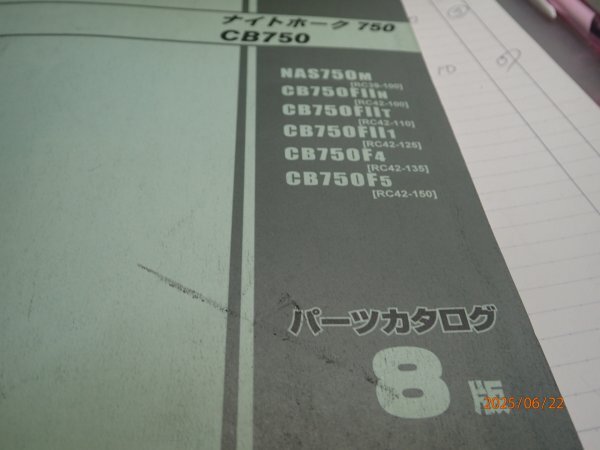 ナイトホーク 750
CB750
NAS750M
[RC39-100]
CB750FIIN
[RC42-100]
CB750FIIT
[RC42-110]
CB750FII1
[RC42-125]
CB750F4
[RC42-135]
CB750F5
[RC42-150]
パーツカタログ
8版
2025/06/22